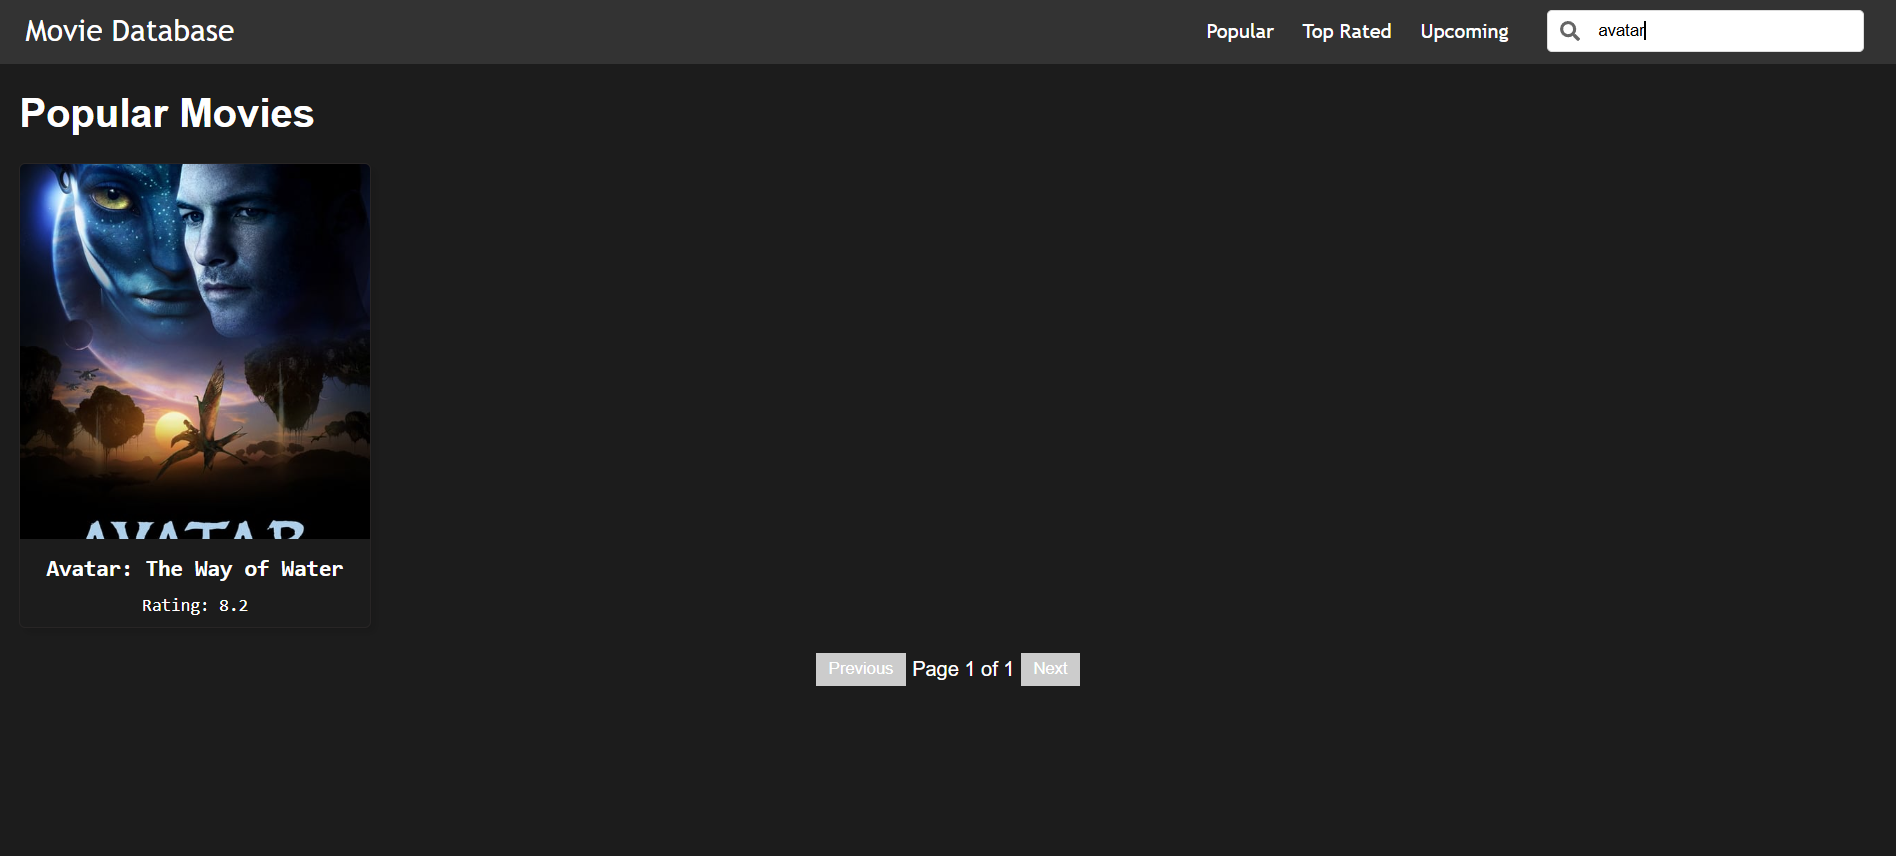 Movie Database
Popular
Top Rated
Upcoming
avatar
Popular Movies
AVATAR
Avatar: The Way of Water
Rating: 8.2
Previous
Page 1 of 1
Next